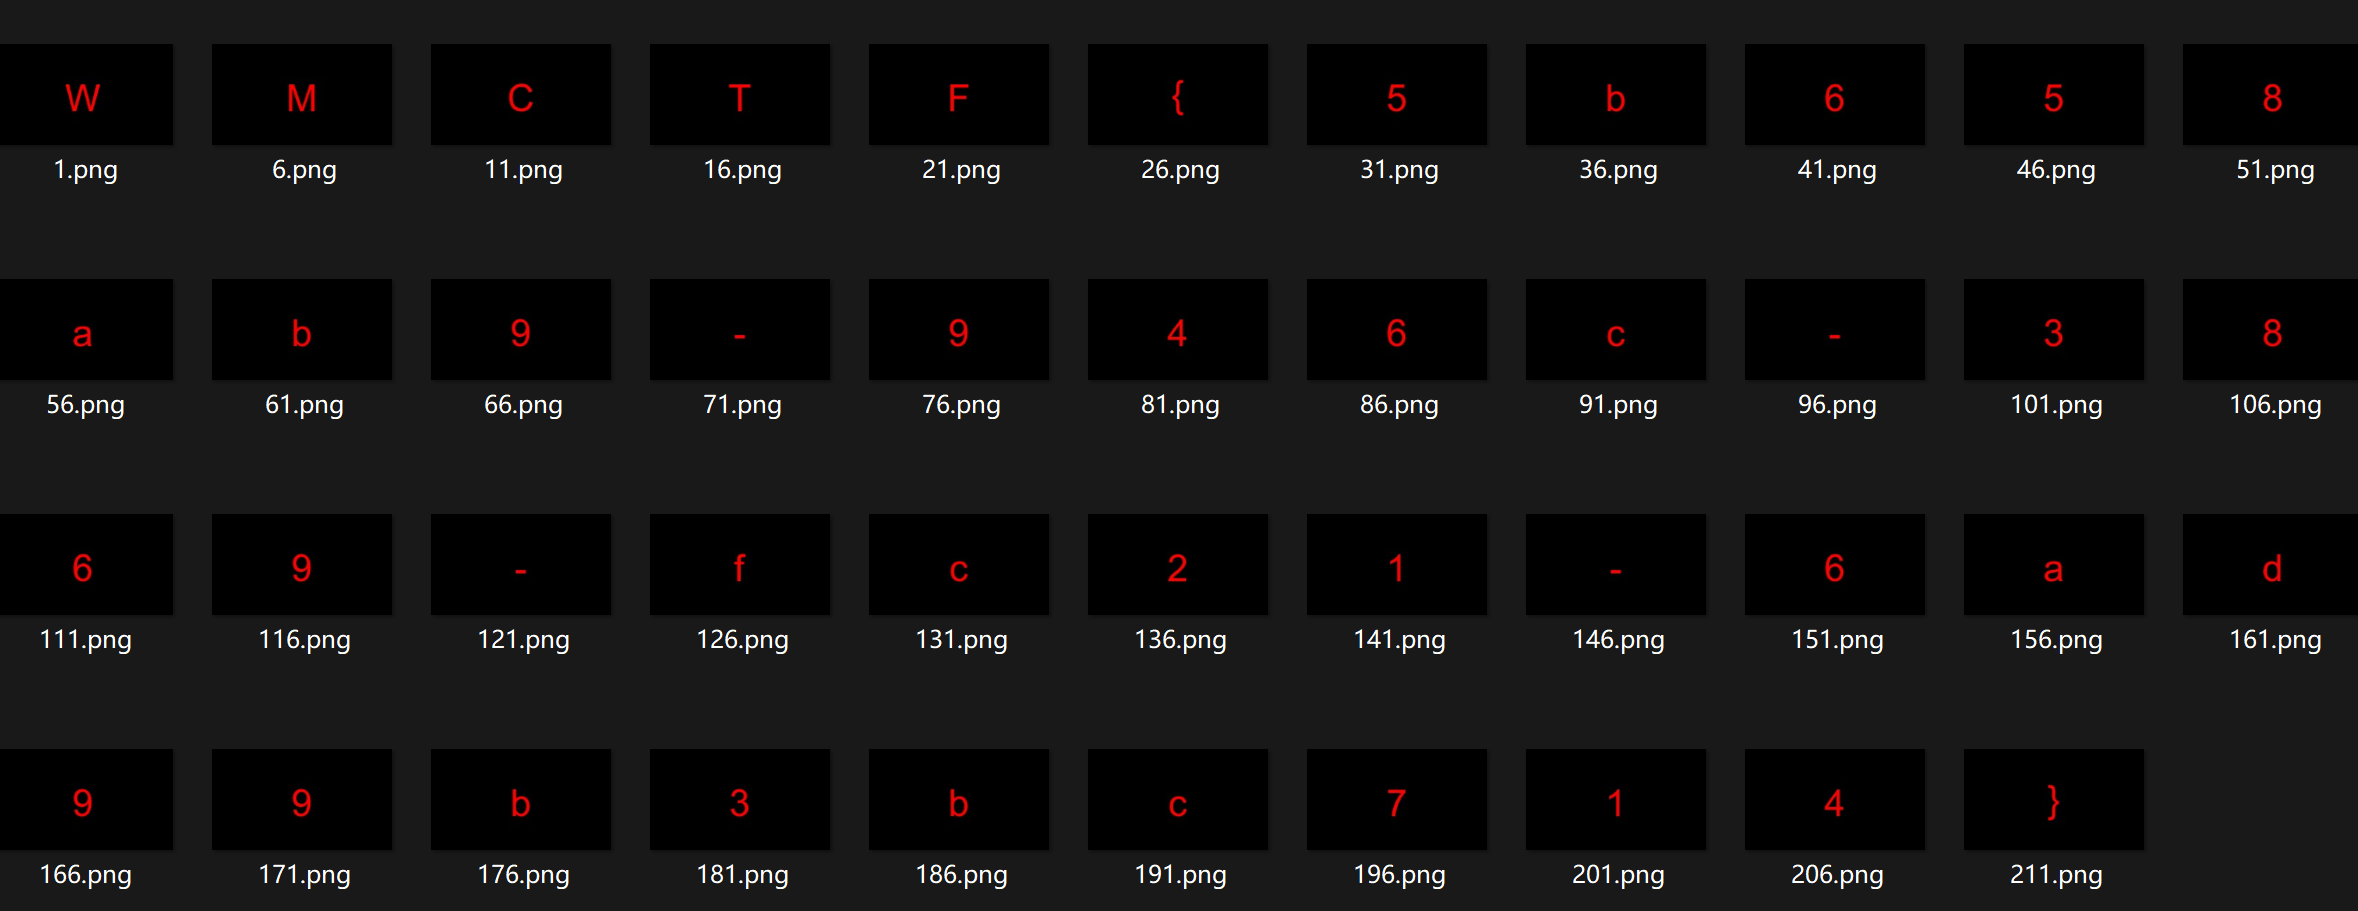 W M C T F { 5 b 6 5 8
1.png 6.png 11.png 16.png 21.png 26.png 31.png 36.png 41.png 46.png 51.png
a b 9 - 9 4 6 c - 3 8
56.png 61.png 66.png 71.png 76.png 81.png 86.png 91.png 96.png 101.png 106.png
6 9 - f c 2 1 - 6 a d
111.png 116.png 121.png 126.png 131.png 136.png 141.png 146.png 151.png 156.png 161.png
9 9 b 3 b c 7 1 4 }
166.png 171.png 176.png 181.png 186.png 191.png 196.png 201.png 206.png 211.png